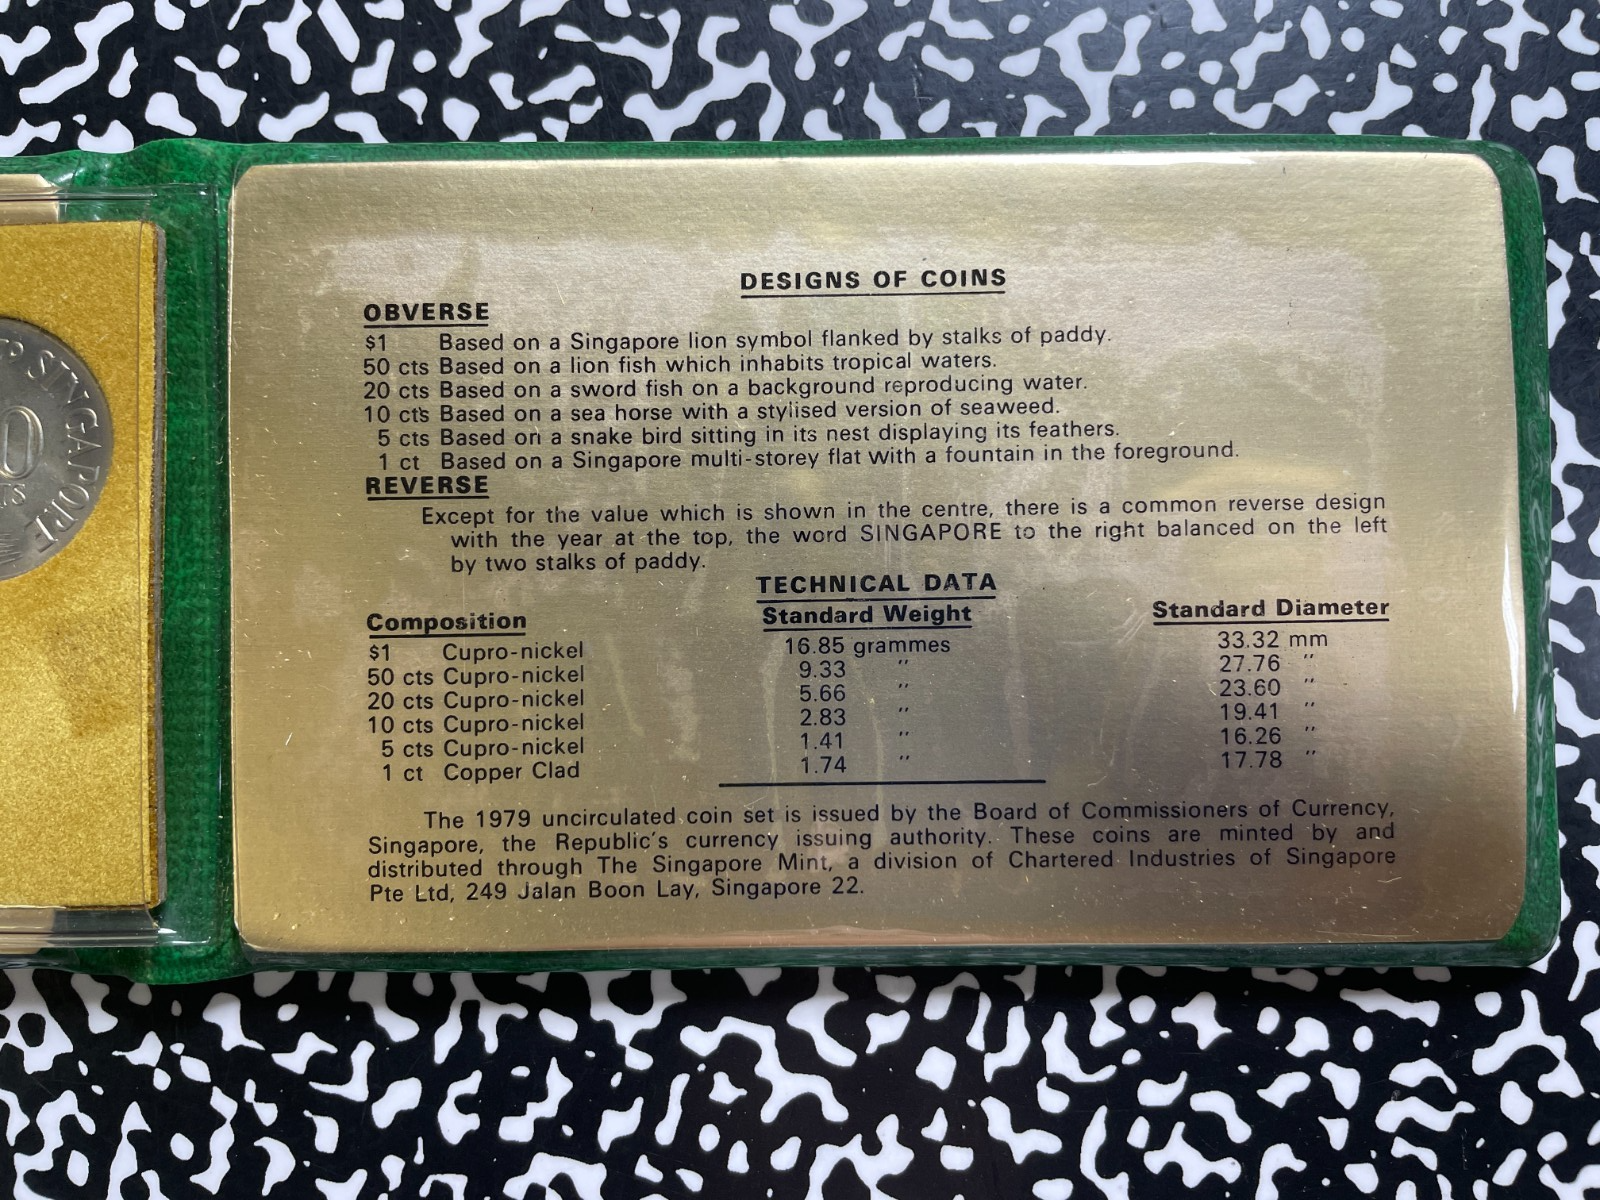 SINGAPORE
DESIGNS OF COINS
OBVERSE
$1 Based on a Singapore lion symbol flanked by stalks of paddy.
50 cts Based on a lion fish which inhabits tropical waters.
20 cts Based on a sword fish on a background reproducing water.
10 cts Based on a sea horse with a stylised version of seaweed.
5 cts Based on a snake bird sitting in its nest displaying its feathers.
1 ct Based on a Singapore multi-storey flat with a fountain in the foreground.
REVERSE
Except for the value which is shown in the centre, there is a common reverse design
with the year at the top, the word SINGAPORE to the right balanced on the left
by two stalks of paddy.
TECHNICAL DATA
Composition Standard Weight Standard Diameter
$1 Cupro-nickel 16.85 grammes 33.32 mm
50 cts Cupro-nickel 9.33 " 27.76 "
20 cts Cupro-nickel 5.66 " 23.60 "
10 cts Cupro-nickel 2.83 " 19.41 "
5 cts Cupro-nickel 1.41 " 16.26 "
1 ct Copper Clad 1.74 " 17.78 "
The 1979 uncirculated coin set is issued by the Board of Commissioners of Currency,
Singapore, the Republic's currency issuing authority. These coins are minted by and
distributed through The Singapore Mint, a division of Chartered Industries of Singapore
Pte Ltd, 249 Jalan Boon Lay, Singapore 22.